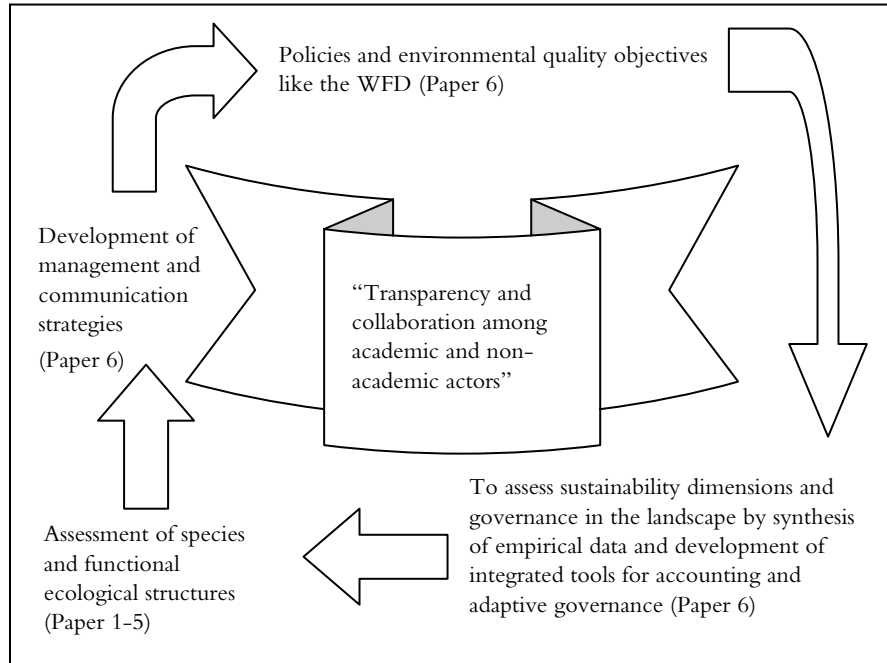 Policies and environmental quality objectives
like the WFD (Paper 6)
Development of
management and
communication
strategies
(Paper 6)
“Transparency and
collaboration among
academic and non-
academic actors”
To assess sustainability dimensions and
governance in the landscape by synthesis
of empirical data and development of
integrated tools for accounting and
adaptive governance (Paper 6)
Assessment of species
and functional
ecological structures
(Paper 1-5)